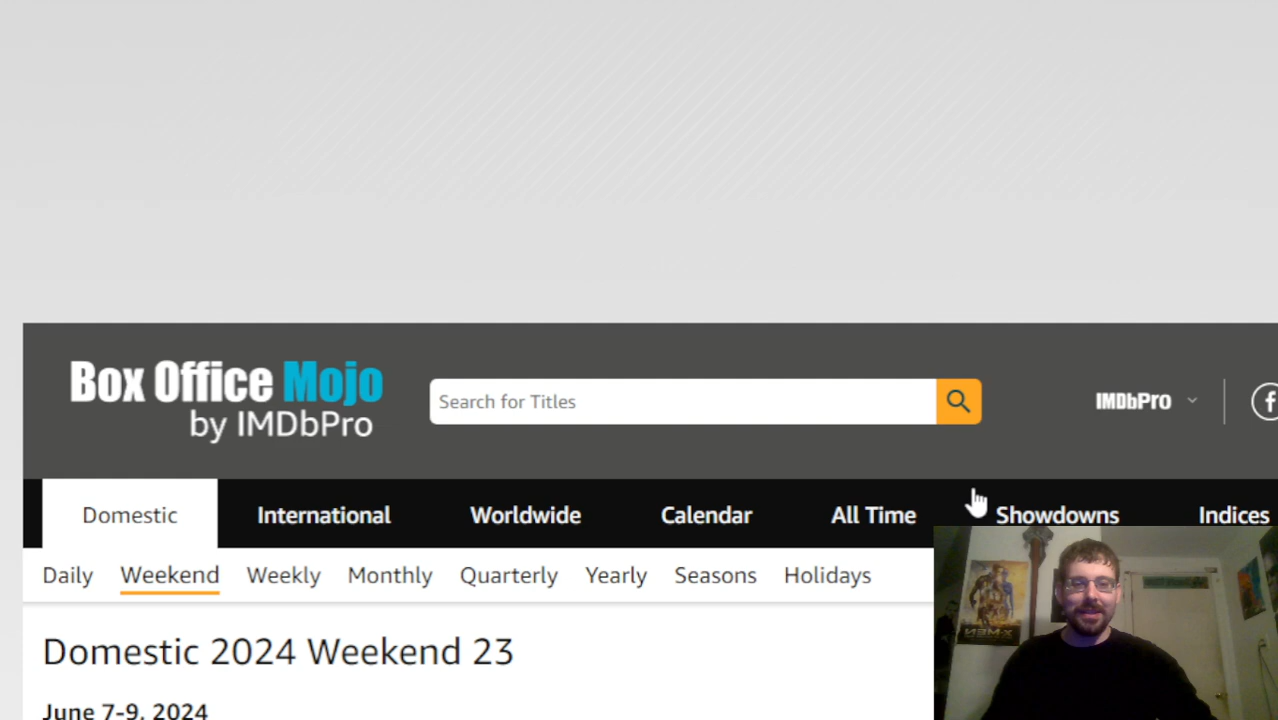 Box Office Mojo
by IMDbPro
Search for Titles
IMDbPro
f
Domestic International Worldwide Calendar All Time Showdowns Indices
Daily Weekend Weekly Monthly Quarterly Yearly Seasons Holidays
Domestic 2024 Weekend 23
June 7-9, 2024
X-MEN